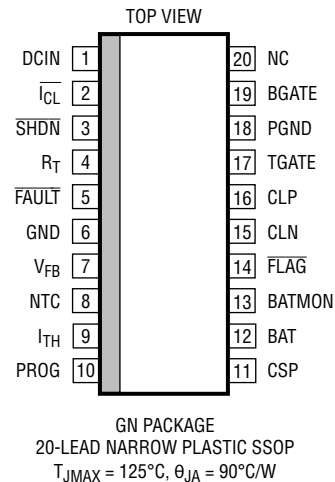 TOP VIEW
DCIN 1
I̅C̅L̅ 2
S̅H̅D̅N̅ 3
RT 4
F̅A̅U̅L̅T̅ 5
GND 6
VFB 7
NTC 8
ITH 9
PROG 10
20 NC
19 BGATE
18 PGND
17 TGATE
16 CLP
15 CLN
14 F̅L̅A̅G̅
13 BATMON
12 BAT
11 CSP
GN PACKAGE
20-LEAD NARROW PLASTIC SSOP
TJMAX = 125°C, θJA = 90°C/W